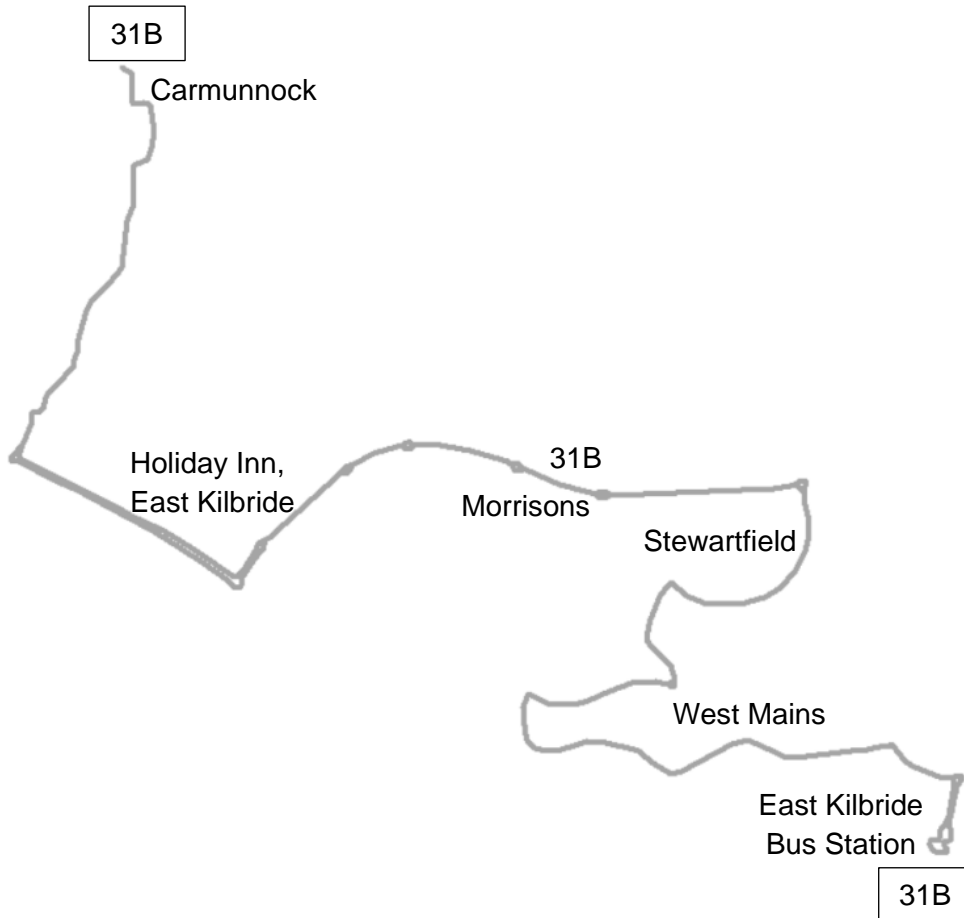 31B
Carmunnock
Holiday Inn,
East Kilbride
31B
Morrisons
Stewartfield
West Mains
East Kilbride
Bus Station
31B